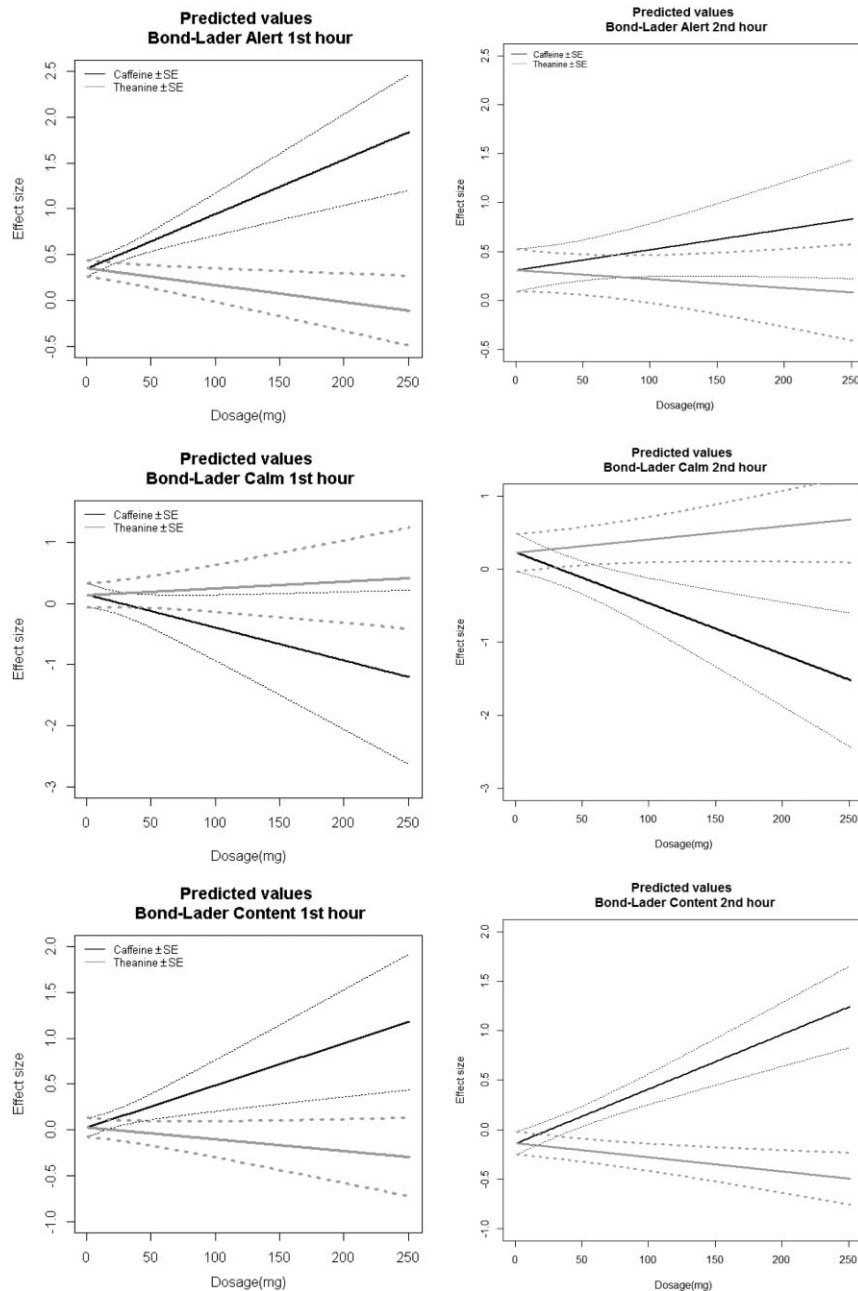 Predicted values
Bond-Lader Alert 1st hour
Caffeine ±SE
Theanine ±SE
Effect size
2.5
2.0
1.5
1.0
0.5
0.0
-0.5
0 50 100 150 200 250
Dosage(mg)
Predicted values
Bond-Lader Alert 2nd hour
Caffeine ±SE
Theanine ±SE
Effect size
2.5
2.0
1.5
1.0
0.5
0.0
-0.5
0 50 100 150 200 250
Dosage(mg)
Predicted values
Bond-Lader Calm 1st hour
Caffeine ±SE
Theanine ±SE
Effect size
1
0
-1
-2
-3
0 50 100 150 200 250
Dosage(mg)
Predicted values
Bond-Lader Calm 2nd hour
Effect size
1
0
-1
-2
-3
0 50 100 150 200 250
Dosage(mg)
Predicted values
Bond-Lader Content 1st hour
Caffeine ±SE
Theanine ±SE
Effect size
2.0
1.5
1.0
0.5
0.0
-1.0
0 50 100 150 200 250
Dosage(mg)
Predicted values
Bond-Lader Content 2nd hour
Effect size
2.0
1.5
1.0
0.5
0.0
-0.5
-1.0
0 50 100 150 200 250
Dosage(mg)